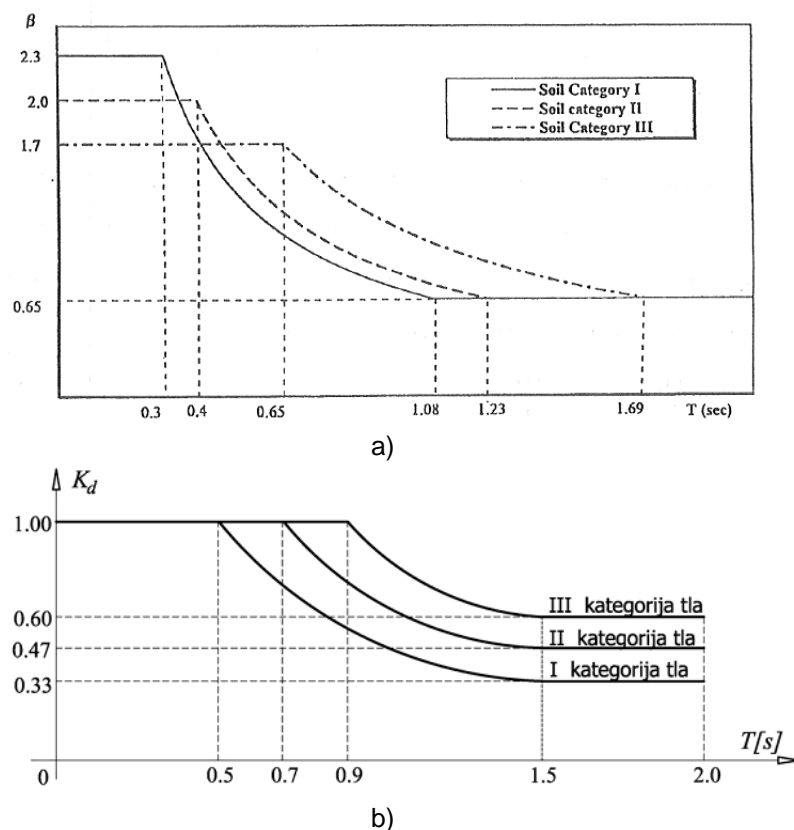 β
2.3
2.0
1.7
0.65
Soil Category I
Soil category II
Soil Category III
0.3 0.4 0.65 1.08 1.23 1.69 T (sec)
a)
K_d
1.00
0.60
0.47
0.33
III kategorija tla
II kategorija tla
I kategorija tla
T[s]
0 0.5 0.7 0.9 1.5 2.0
b)